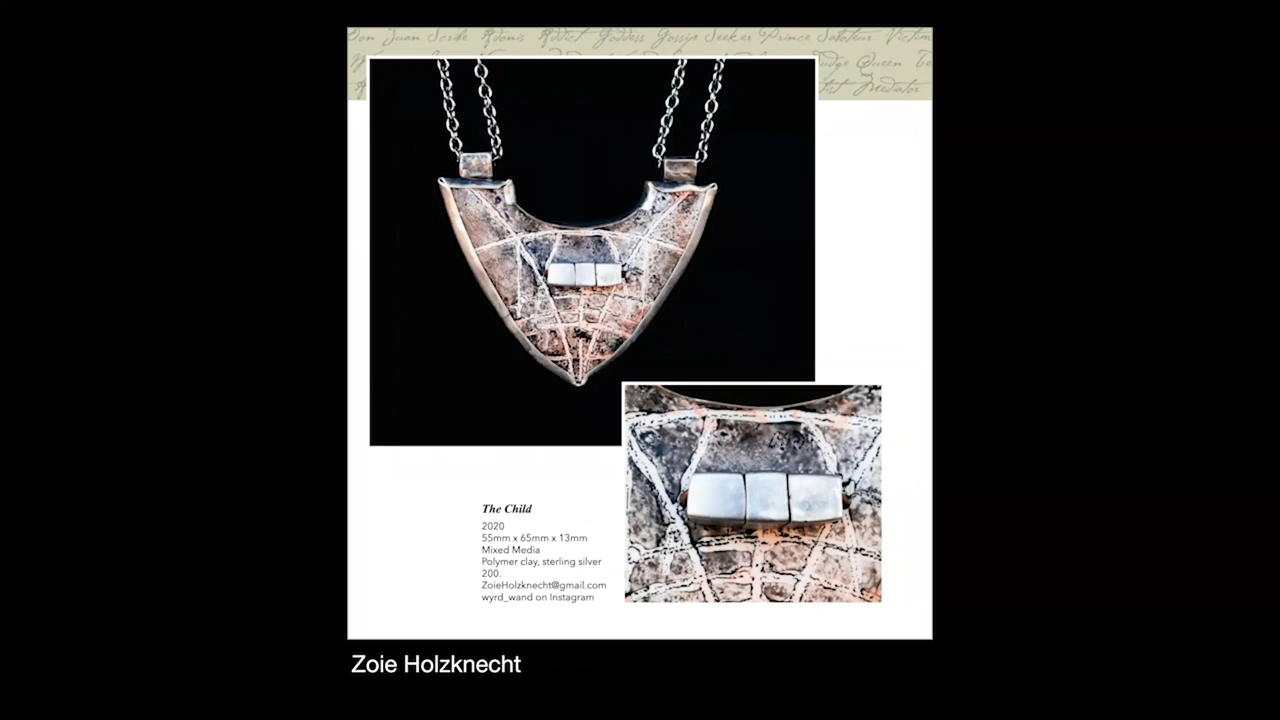 Don Juan Scribe Adonis Addict Goddess Gossip Seeker Prince Saboteur Victim
Judge Queen
Mediator
The Child
2020
55mm x 65mm x 13mm
Mixed Media
Polymer clay, sterling silver
200.
ZoieHolzknecht@gmail.com
wyrd_wand on Instagram
Zoie Holzknecht